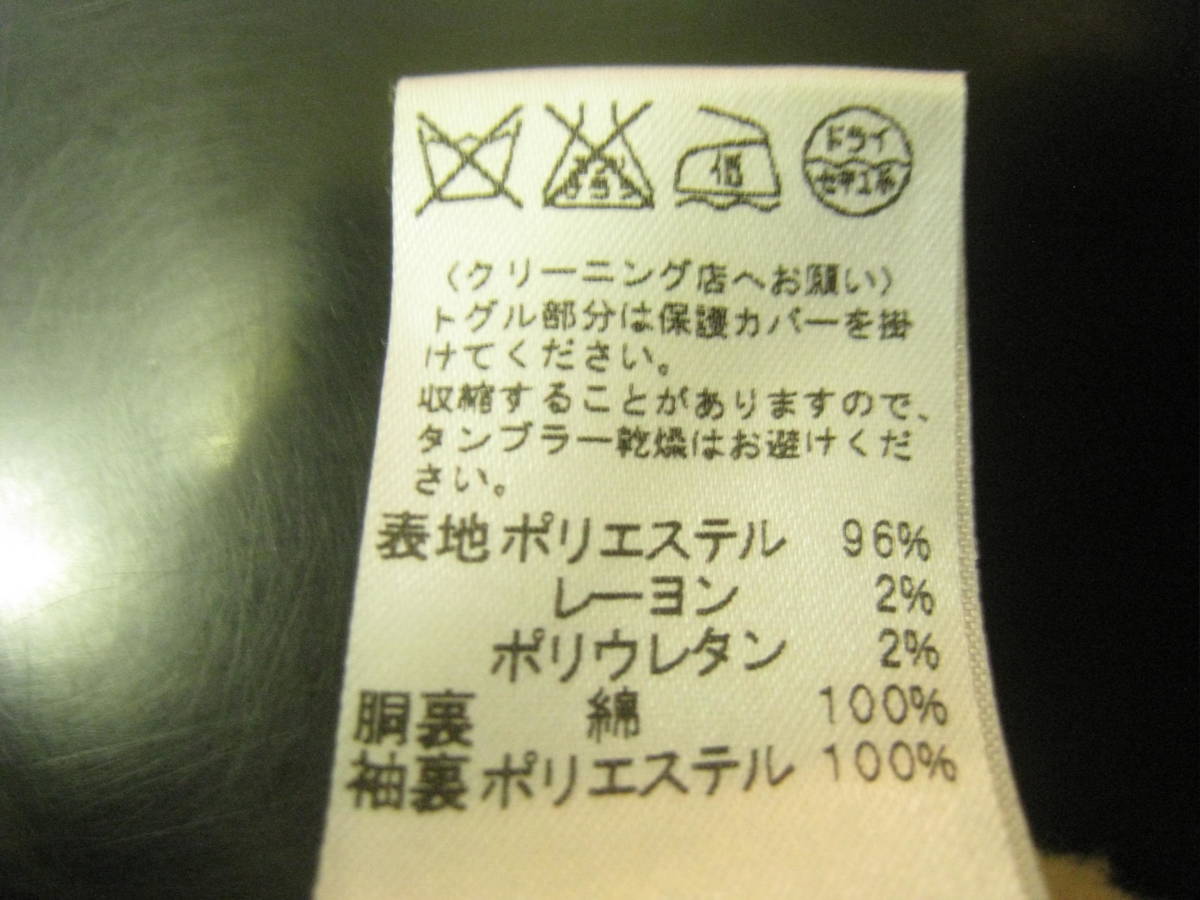 低
ドライ
セキユ系
(クリーニング店へお願い)
トグル部分は保護カバーを掛
けてください。
収縮することがありますので、
タンブラー乾燥はお避けくだ
さい。
表地 ポリエステル 96%
レーヨン 2%
ポリウレタン 2%
胴裏 綿 100%
袖裏 ポリエステル 100%